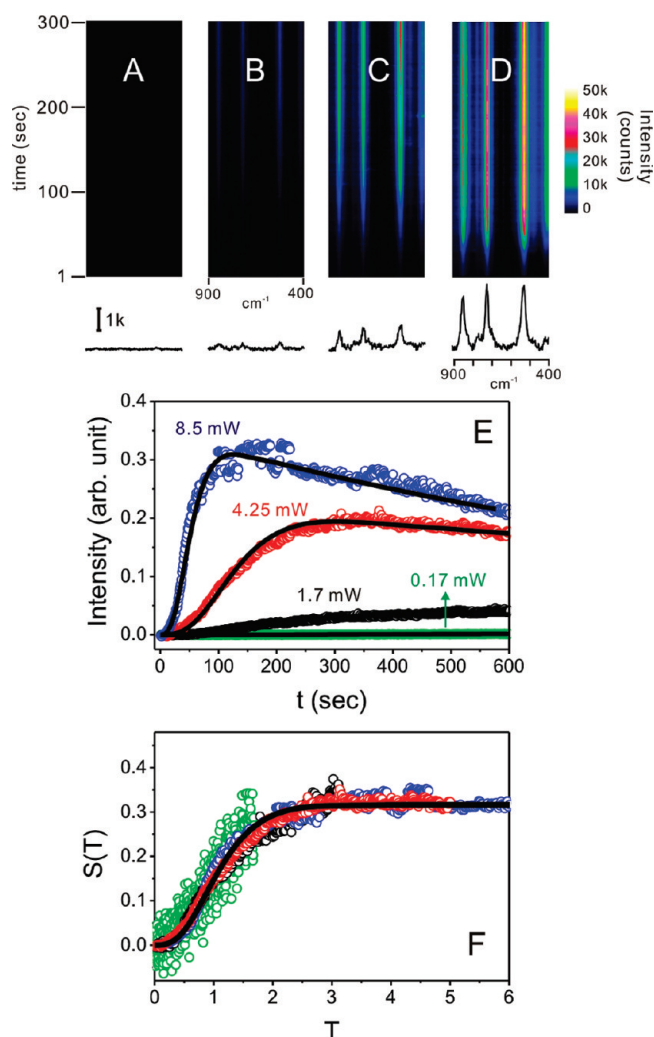 300
200
100
1
time (sec)
A
B
C
D
50k
40k
30k
20k
10k
0
Intensity
(counts)
900
cm⁻¹
400
1k
900
cm⁻¹
400
E
8.5 mW
4.25 mW
1.7 mW
0.17 mW
0.4
0.3
0.2
0.1
0.0
Intensity (arb. unit)
0 100 200 300 400 500 600
t (sec)
F
0.4
0.3
0.2
0.1
0.0
S(T)
0 1 2 3 4 5 6
T